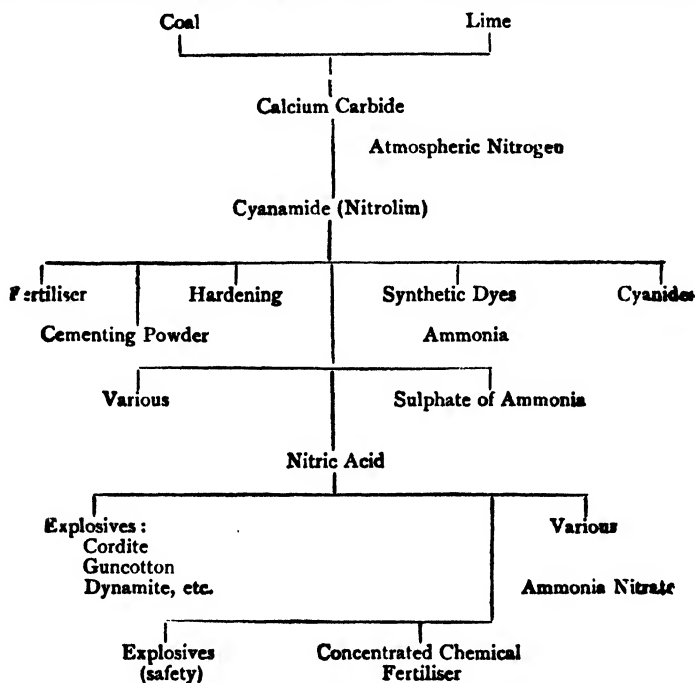 Coal Lime
Calcium Carbide
Atmospheric Nitrogen
Cyanamide (Nitrolim)
Fertiliser Hardening Synthetic Dyes Cyanides
Cementing Powder Ammonia
Various Sulphate of Ammonia
Nitric Acid
Explosives: Various
Cordite
Guncotton
Dynamite, etc. Ammonia Nitrate
Explosives Concentrated Chemical
(safety) Fertiliser